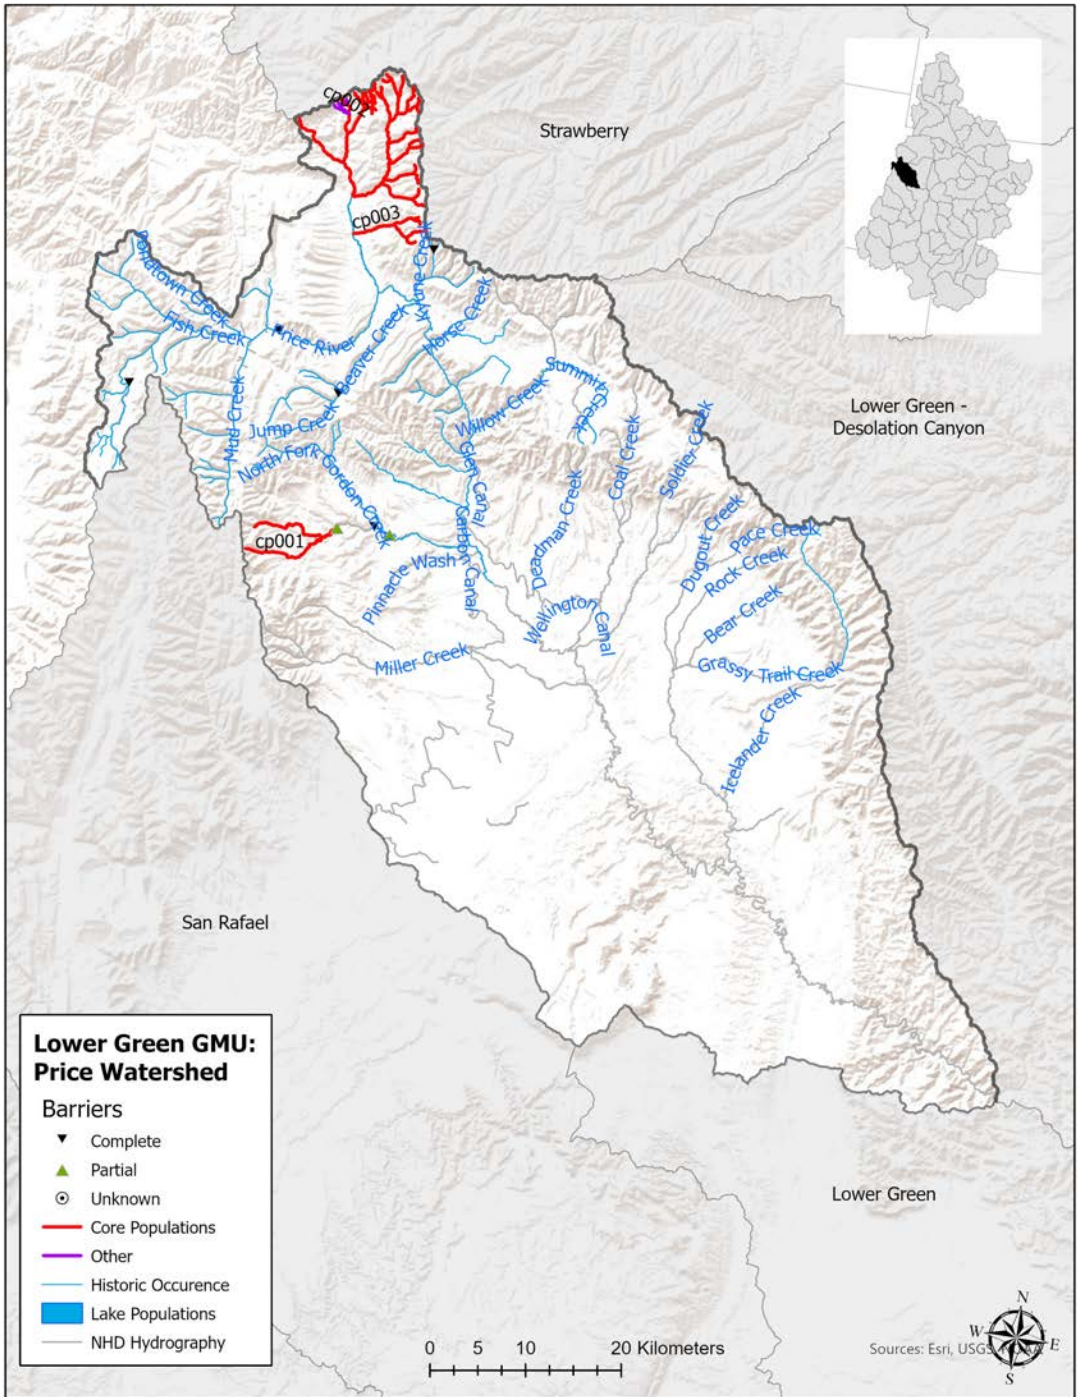 cp002
Strawberry
cp003
Pondtown Creek
Fish Creek
Price River
Kyune Creek
Horse Creek
Beaver Creek
Mud Creek
Jump Creek
North Fork
Gordon Creek
Willow Creek
Summit Creek
Lower Green -
Desolation Canyon
Glen Canal
Coal Creek
Soldier Creek
Deadman Creek
Carbon Canal
cp001
Pinnacle Wash
Dugout Creek
Pace Creek
Rock Creek
Bear Creek
Wellington Canal
Miller Creek
Grassy Trail Creek
Icelander Creek
San Rafael
Lower Green GMU:
Price Watershed
Barriers
Complete
Partial
Unknown
Core Populations
Other
Historic Occurence
Lake Populations
NHD Hydrography
Lower Green
0 5 10 20 Kilometers
Sources: Esri, USGS, NOAA
N
W
E
S